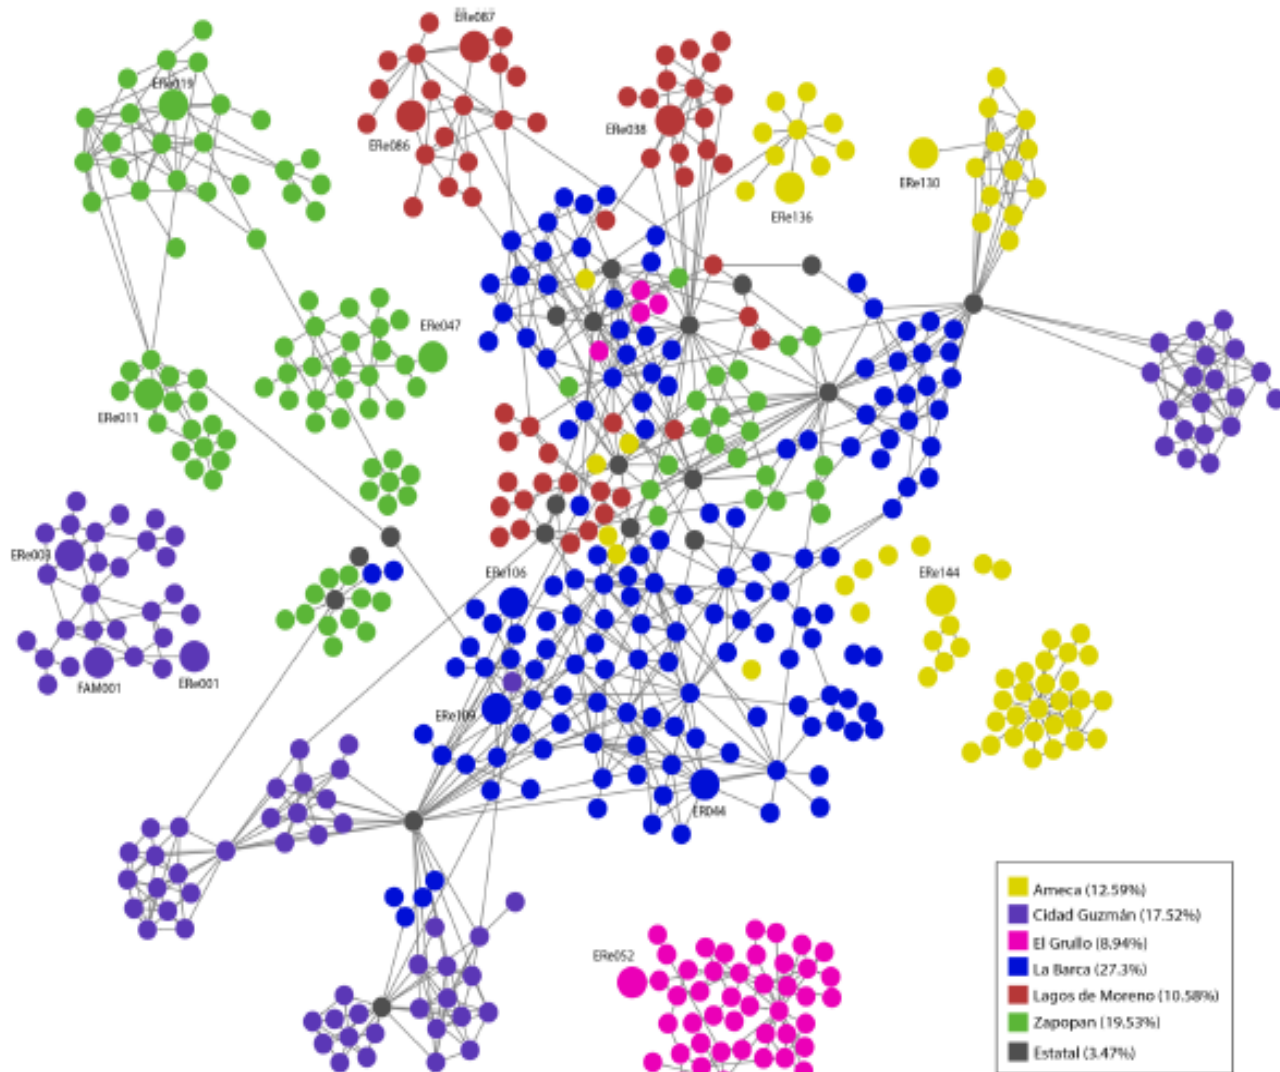 ERe087
ERe019
ERe038
ERe086
ERe130
ERe136
ERe047
ERe011
ERe003
ERe106
ERe144
FAM001
ERe001
ERe109
ER044
ERe052
Ameca (12.59%)
Cidad Guzmán (17.52%)
El Grullo (8.94%)
La Barca (27.3%)
Lagos de Moreno (10.58%)
Zapopan (19.53%)
Estatal (3.47%)